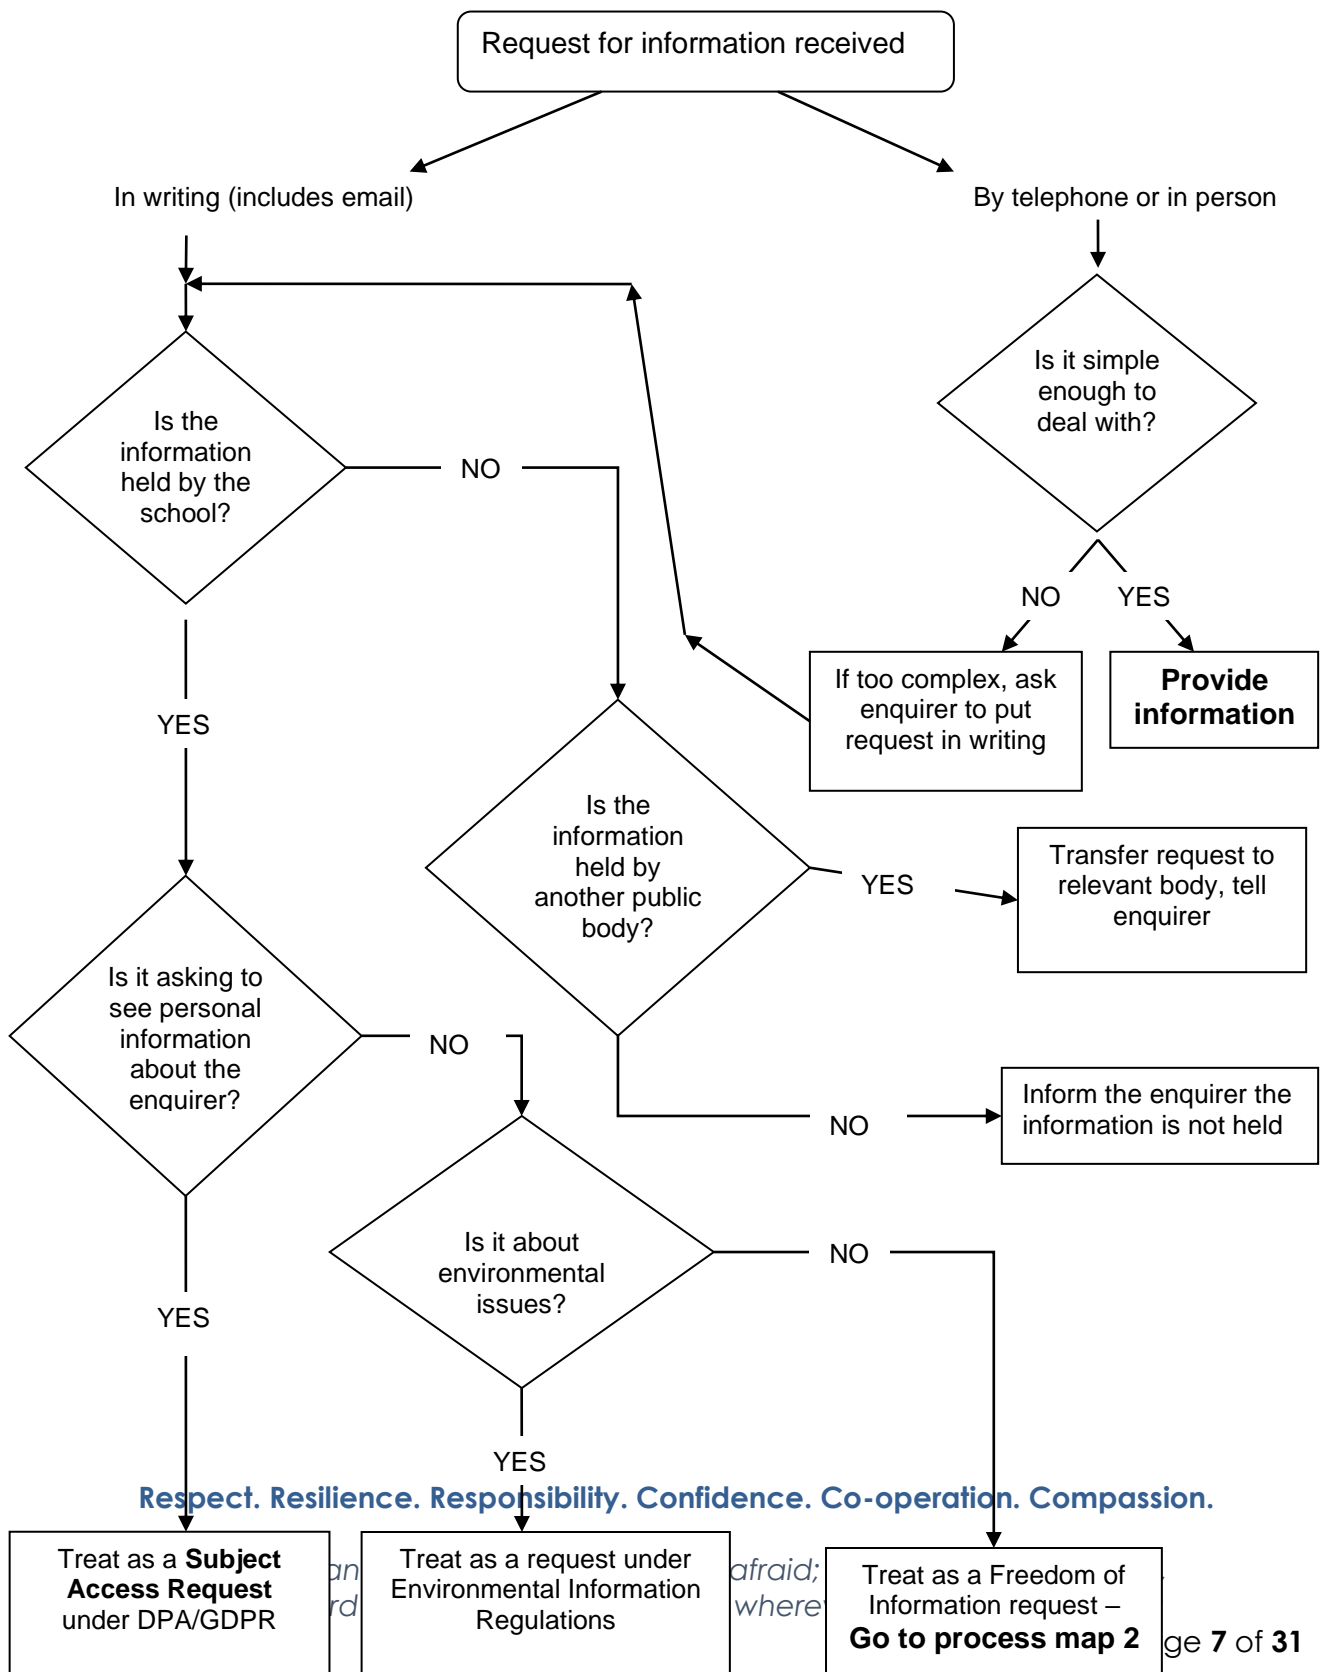 Request for information received
In writing (includes email)
By telephone or in person
Is it simple
enough to
deal with?
Is the
information
held by the
school?
NO
NO
YES
If too complex, ask
enquirer to put
request in writing
Provide
information
YES
Is the
information
held by
another public
body?
YES
Transfer request to
relevant body, tell
enquirer
Is it asking to
see personal
information
about the
enquirer?
NO
NO
Inform the enquirer the
information is not held
Is it about
environmental
issues?
NO
YES
YES
Respect. Resilience. Responsibility. Confidence. Co-operation. Compassion.
Treat as a Subject
Access Request
under DPA/GDPR
Treat as a request under
Environmental Information
Regulations
afraid;
Treat as a Freedom of
Information request –
Go to process map 2
7 of 31